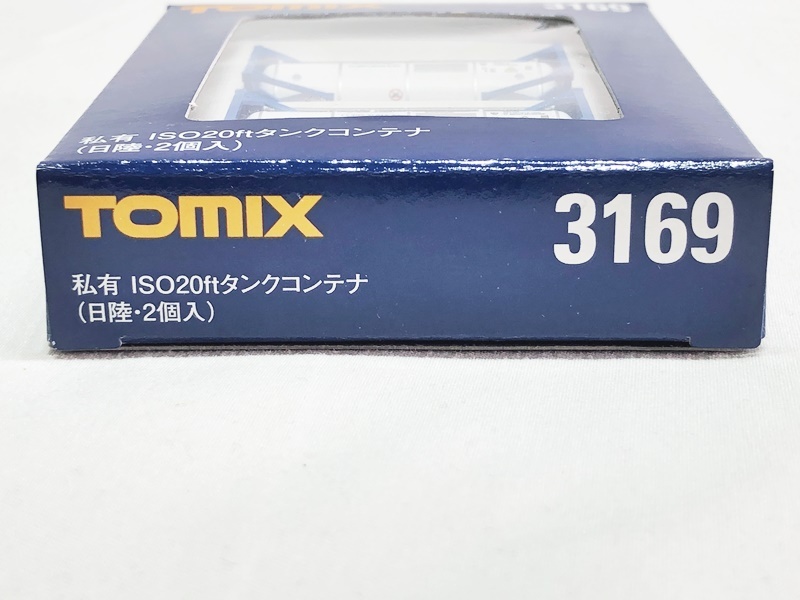 TOMIX 3169
私有 ISO20ftタンクコンテナ
(日陸・2個入)
TOMIX
3169
私有 ISO20ftタンクコンテナ
(日陸・2個入)